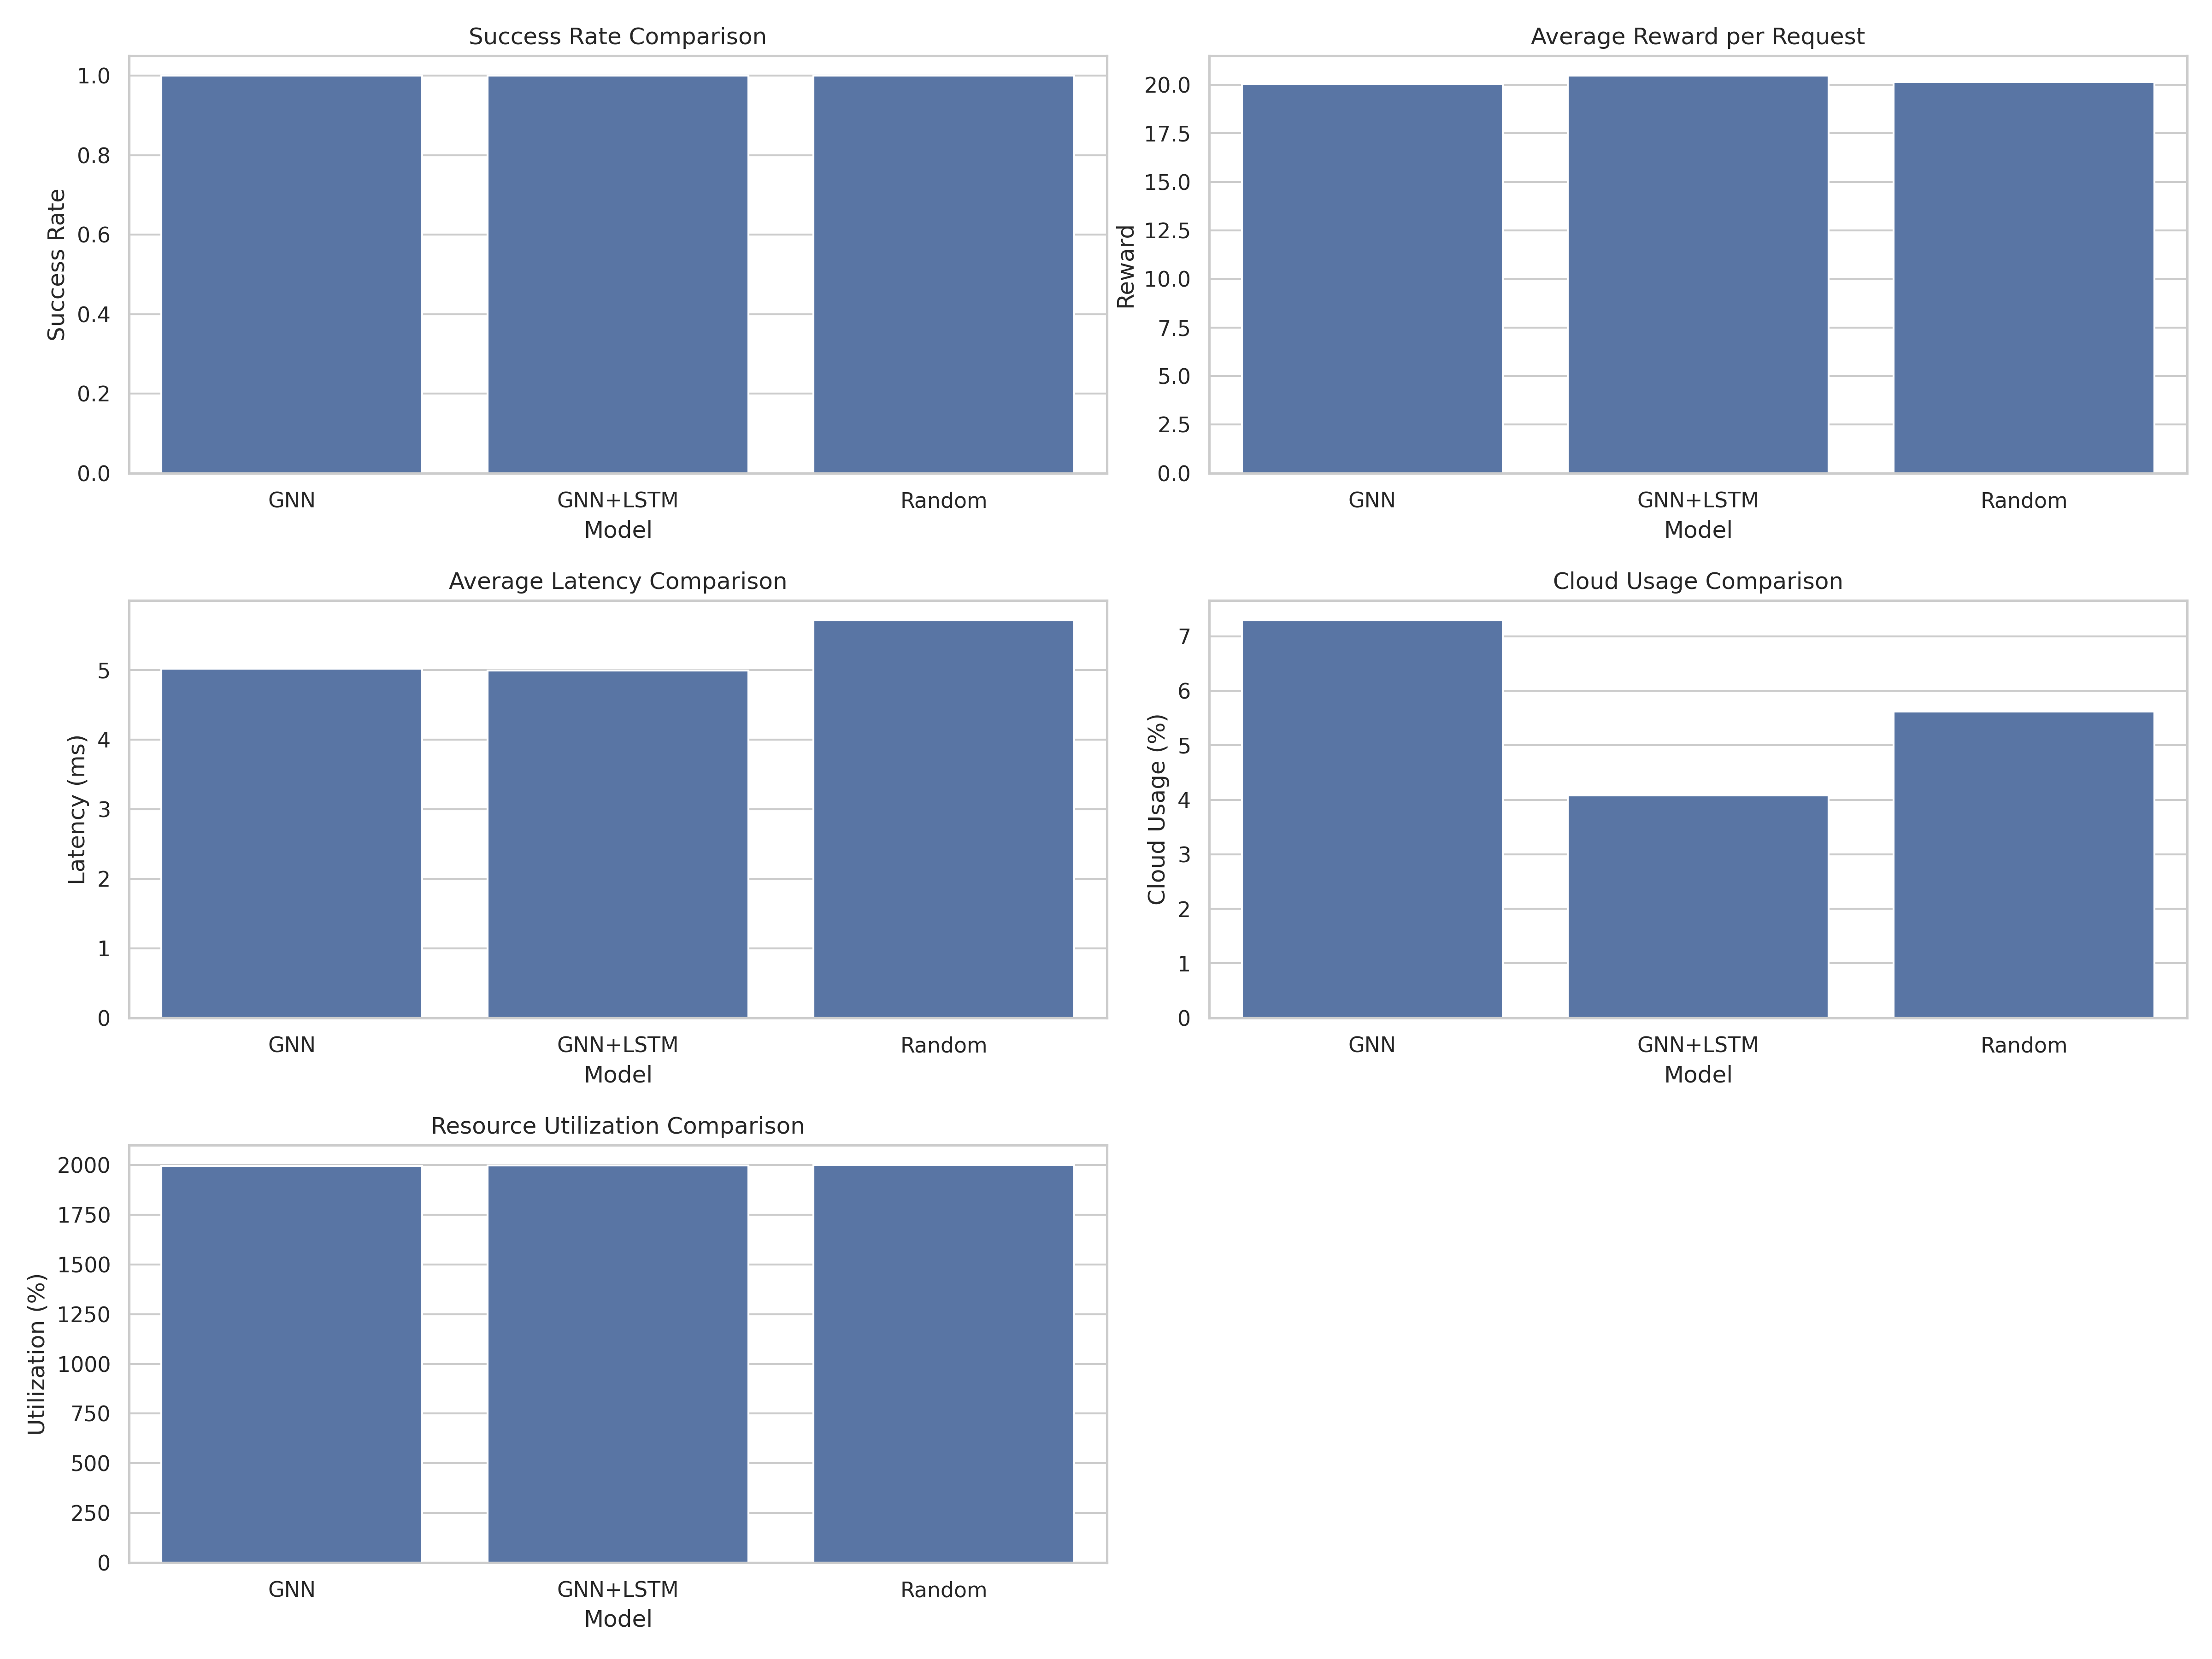 Success Rate Comparison
Success Rate
1.0
0.8
0.6
0.4
0.2
0.0
GNN
GNN+LSTM
Random
Model
Average Reward per Request
Reward
20.0
17.5
15.0
12.5
10.0
7.5
5.0
2.5
0.0
GNN
GNN+LSTM
Random
Model
Average Latency Comparison
Latency (ms)
5
4
3
2
1
0
GNN
GNN+LSTM
Random
Model
Cloud Usage Comparison
Cloud Usage (%)
7
6
5
4
3
2
1
0
GNN
GNN+LSTM
Random
Model
Resource Utilization Comparison
Utilization (%)
2000
1750
1500
1250
1000
750
500
250
0
GNN
GNN+LSTM
Random
Model